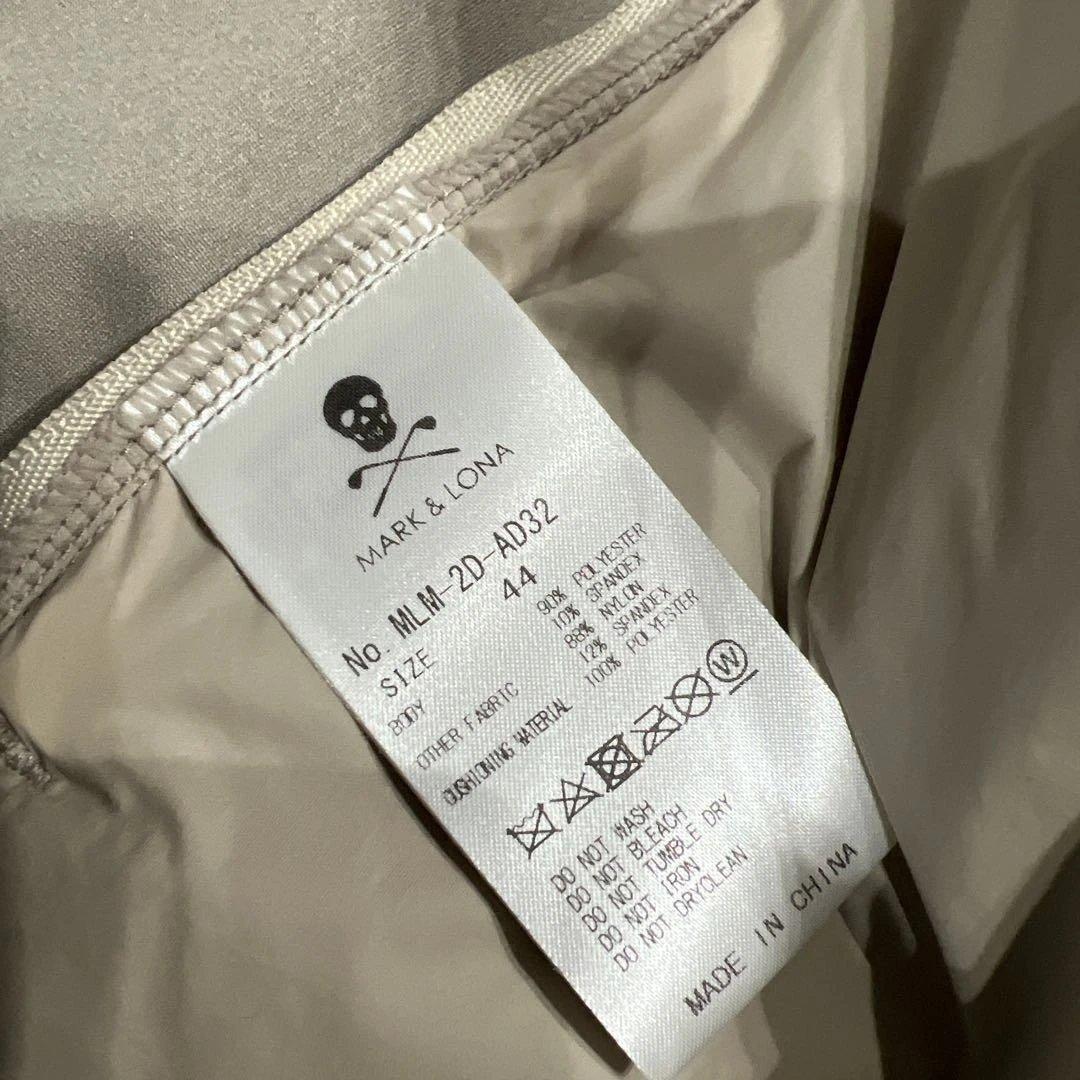 MARK & LONA
No. MLM-2D-AD32
SIZE 44
BODY 90% POLYESTER
10% SPANDEX
OTHER FABRIC 88% NYLON
12% SPANDEX
CUSHIONING MATERIAL 100% POLYESTER
W
DO NOT WASH
DO NOT BLEACH
DO NOT TUMBLE DRY
DO NOT IRON
DO NOT DRYCLEAN
MADE IN CHINA